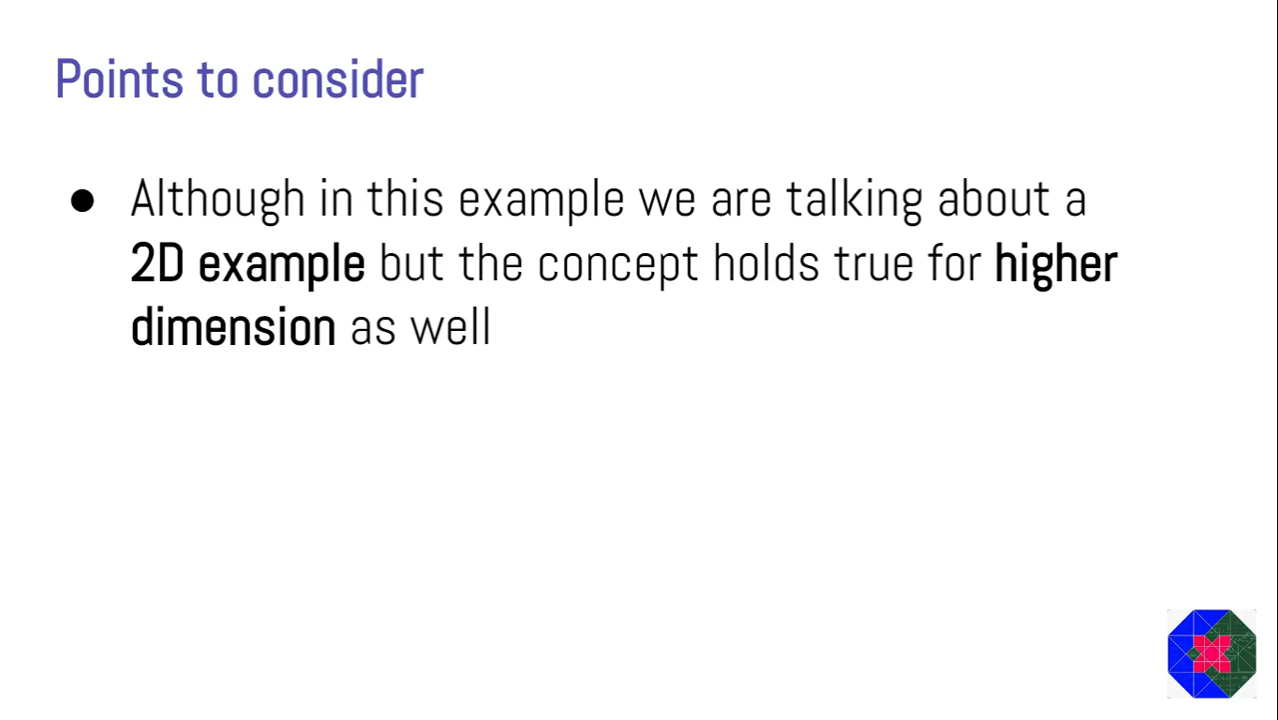 Points to consider
● Although in this example we are talking about a
2D example but the concept holds true for higher
dimension as well